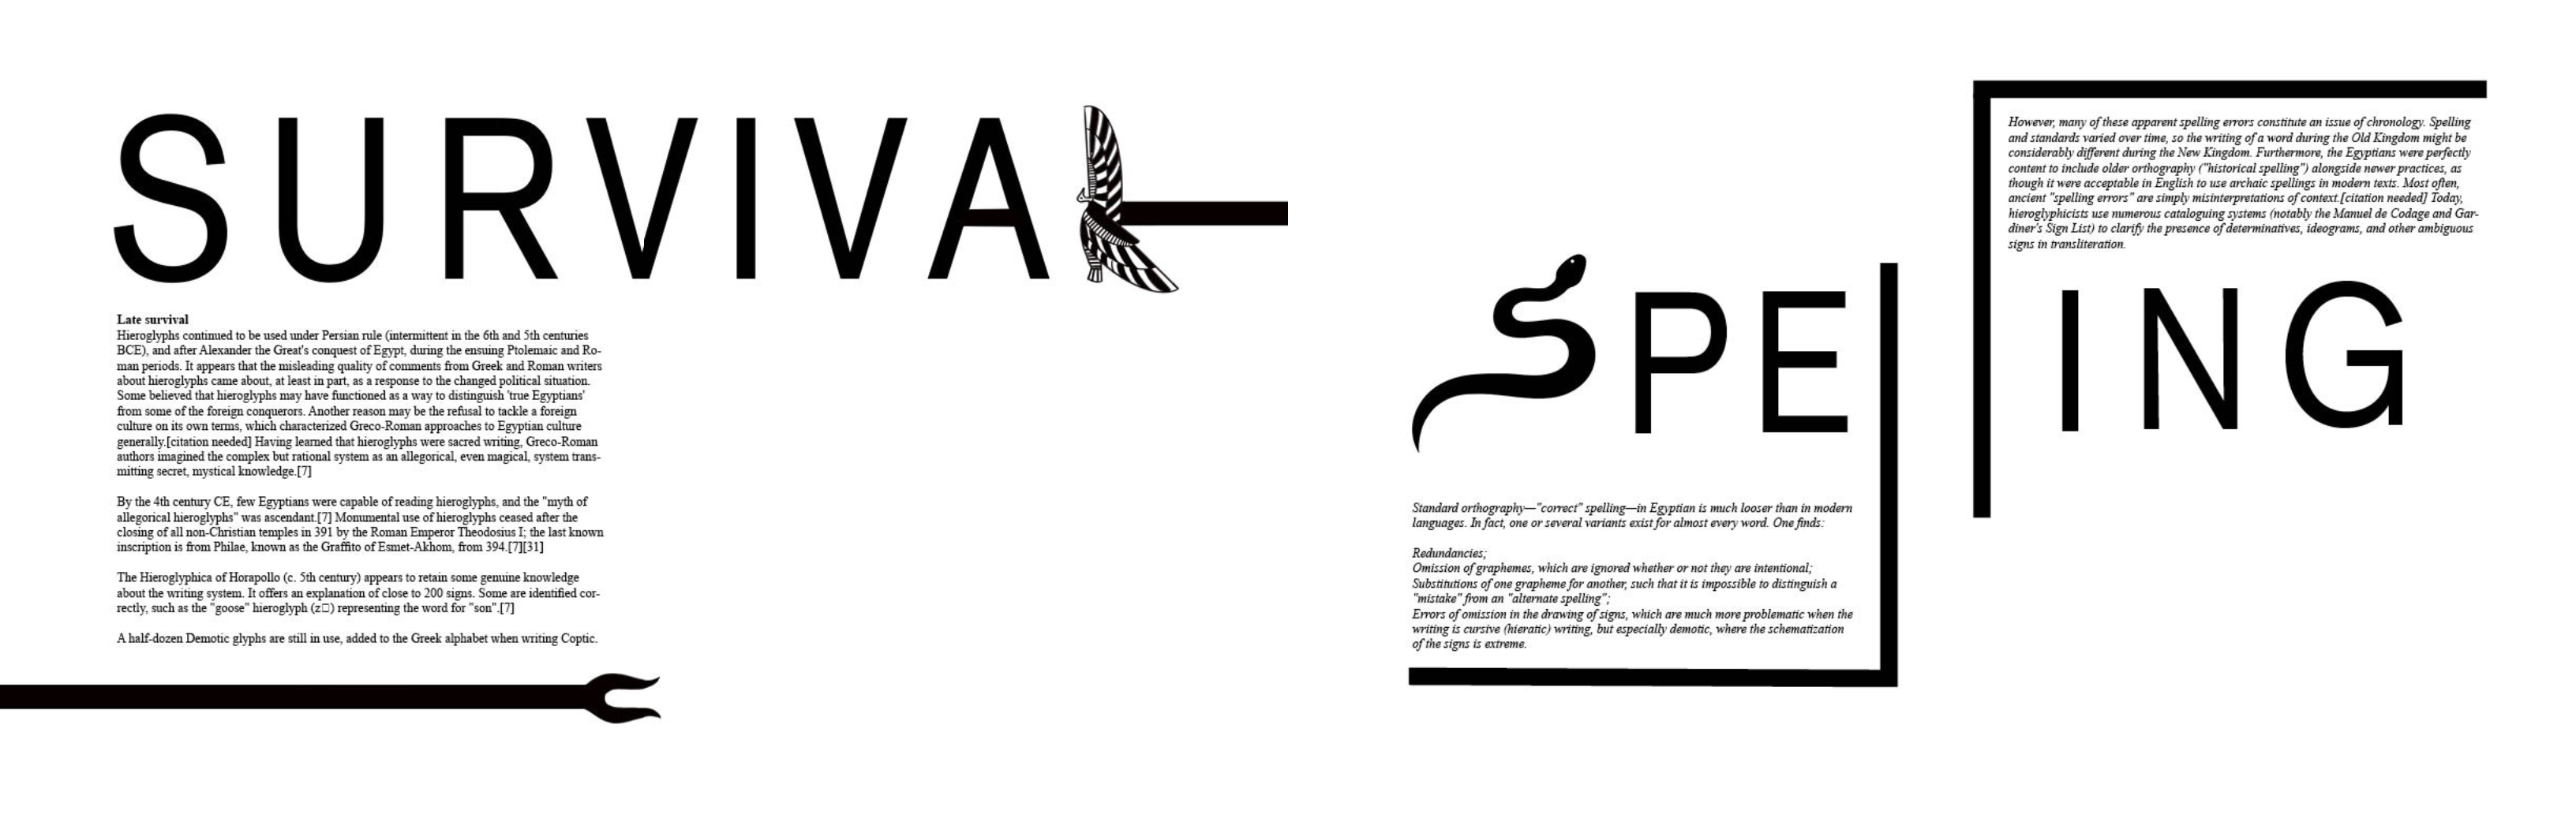 SURVIVAL
Late survival
Hieroglyphs continued to be used under Persian rule (intermittent in the 6th and 5th centuries
BCE), and after Alexander the Great's conquest of Egypt, during the ensuing Ptolemaic and Ro-
man periods. It appears that the misleading quality of comments from Greek and Roman writers
about hieroglyphs came about, at least in part, as a response to the changed political situation.
Some believed that hieroglyphs may have functioned as a way to distinguish 'true Egyptians'
from some of the foreign conquerors. Another reason may be the refusal to tackle a foreign
culture on its own terms, which characterized Greco-Roman approaches to Egyptian culture
generally.[citation needed] Having learned that hieroglyphs were sacred writing, Greco-Roman
authors imagined the complex but rational system as an allegorical, even magical, system trans-
mitting secret, mystical knowledge.[7]
By the 4th century CE, few Egyptians were capable of reading hieroglyphs, and the "myth of
allegorical hieroglyphs" was ascendant.[7] Monumental use of hieroglyphs ceased after the
closing of all non-Christian temples in 391 by the Roman Emperor Theodosius I; the last known
inscription is from Philae, known as the Graffito of Esmet-Akhom, from 394.[7][31]
The Hieroglyphica of Horapollo (c. 5th century) appears to retain some genuine knowledge
about the writing system. It offers an explanation of close to 200 signs. Some are identified cor-
rectly, such as the "goose" hieroglyph (z□) representing the word for "son".[7]
A half-dozen Demotic glyphs are still in use, added to the Greek alphabet when writing Coptic.
SPELLING
Standard orthography—"correct" spelling—in Egyptian is much looser than in modern
languages. In fact, one or several variants exist for almost every word. One finds:
Redundancies;
Omission of graphemes, which are ignored whether or not they are intentional;
Substitutions of one grapheme for another, such that it is impossible to distinguish a
"mistake" from an "alternate spelling";
Errors of omission in the drawing of signs, which are much more problematic when the
writing is cursive (hieratic) writing, but especially demotic, where the schematization
of the signs is extreme.
However, many of these apparent spelling errors constitute an issue of chronology. Spelling
and standards varied over time, so the writing of a word during the Old Kingdom might be
considerably different during the New Kingdom. Furthermore, the Egyptians were perfectly
content to include older orthography ("historical spelling") alongside newer practices, as
though it were acceptable in English to use archaic spellings in modern texts. Most often,
ancient "spelling errors" are simply misinterpretations of context.[citation needed] Today,
hieroglyphicists use numerous cataloguing systems (notably the Manuel de Codage and Gar-
diner's Sign List) to clarify the presence of determinatives, ideograms, and other ambiguous
signs in transliteration.